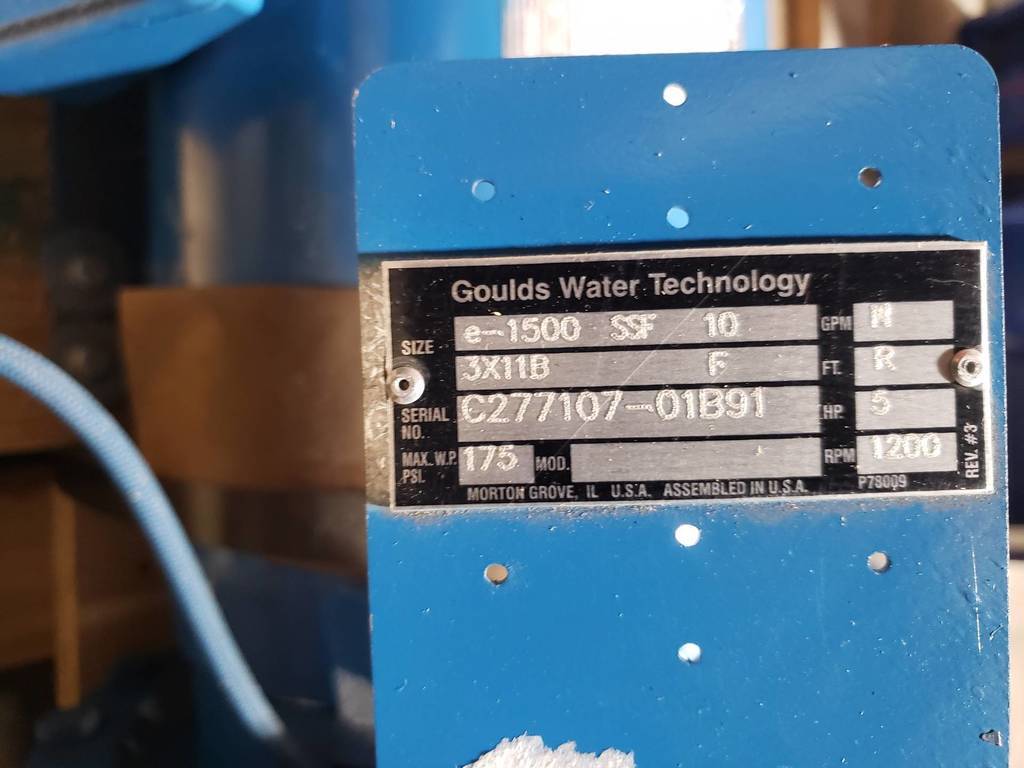 Goulds Water Technology
SIZE e-1500 SSF 10 GPM W
3X11B F FT. R
SERIAL NO. C277107-01B91 HP 5
MAX. W.P. PSI. 175 MOD. RPM 1200
MORTON GROVE, IL U.S.A. ASSEMBLED IN U.S.A. P78009
REV. #3